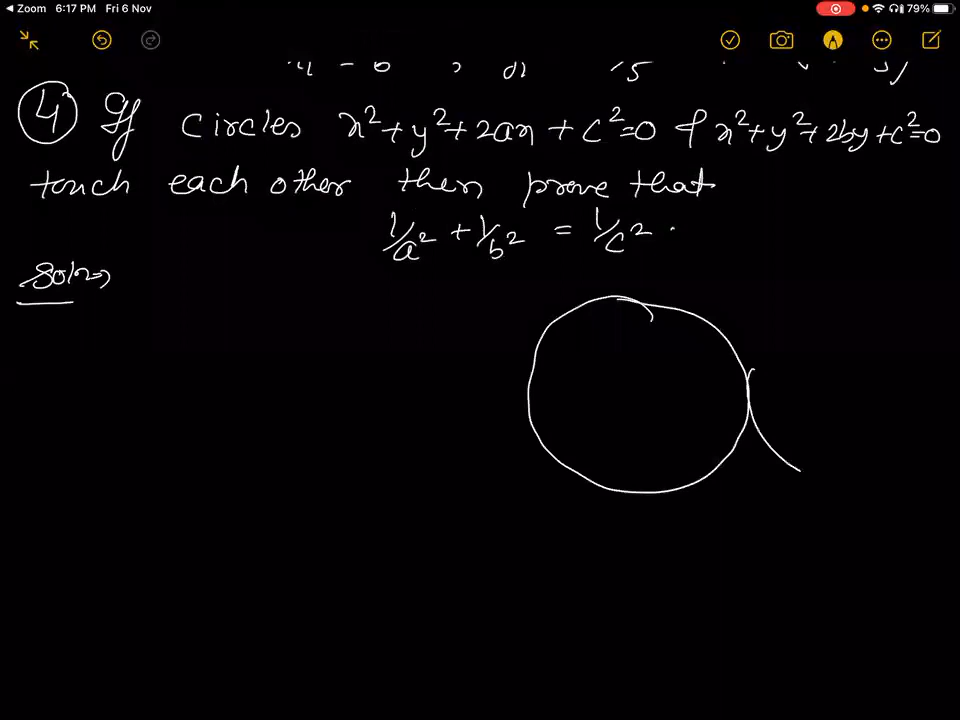 Zoom 6:17 PM Fri 6 Nov 79%
4 If circles x²+y²+2ax+c²=0 & x²+y²+2by+c²=0
touch each other then prove that
1/a² + 1/b² = 1/c².
Soln→